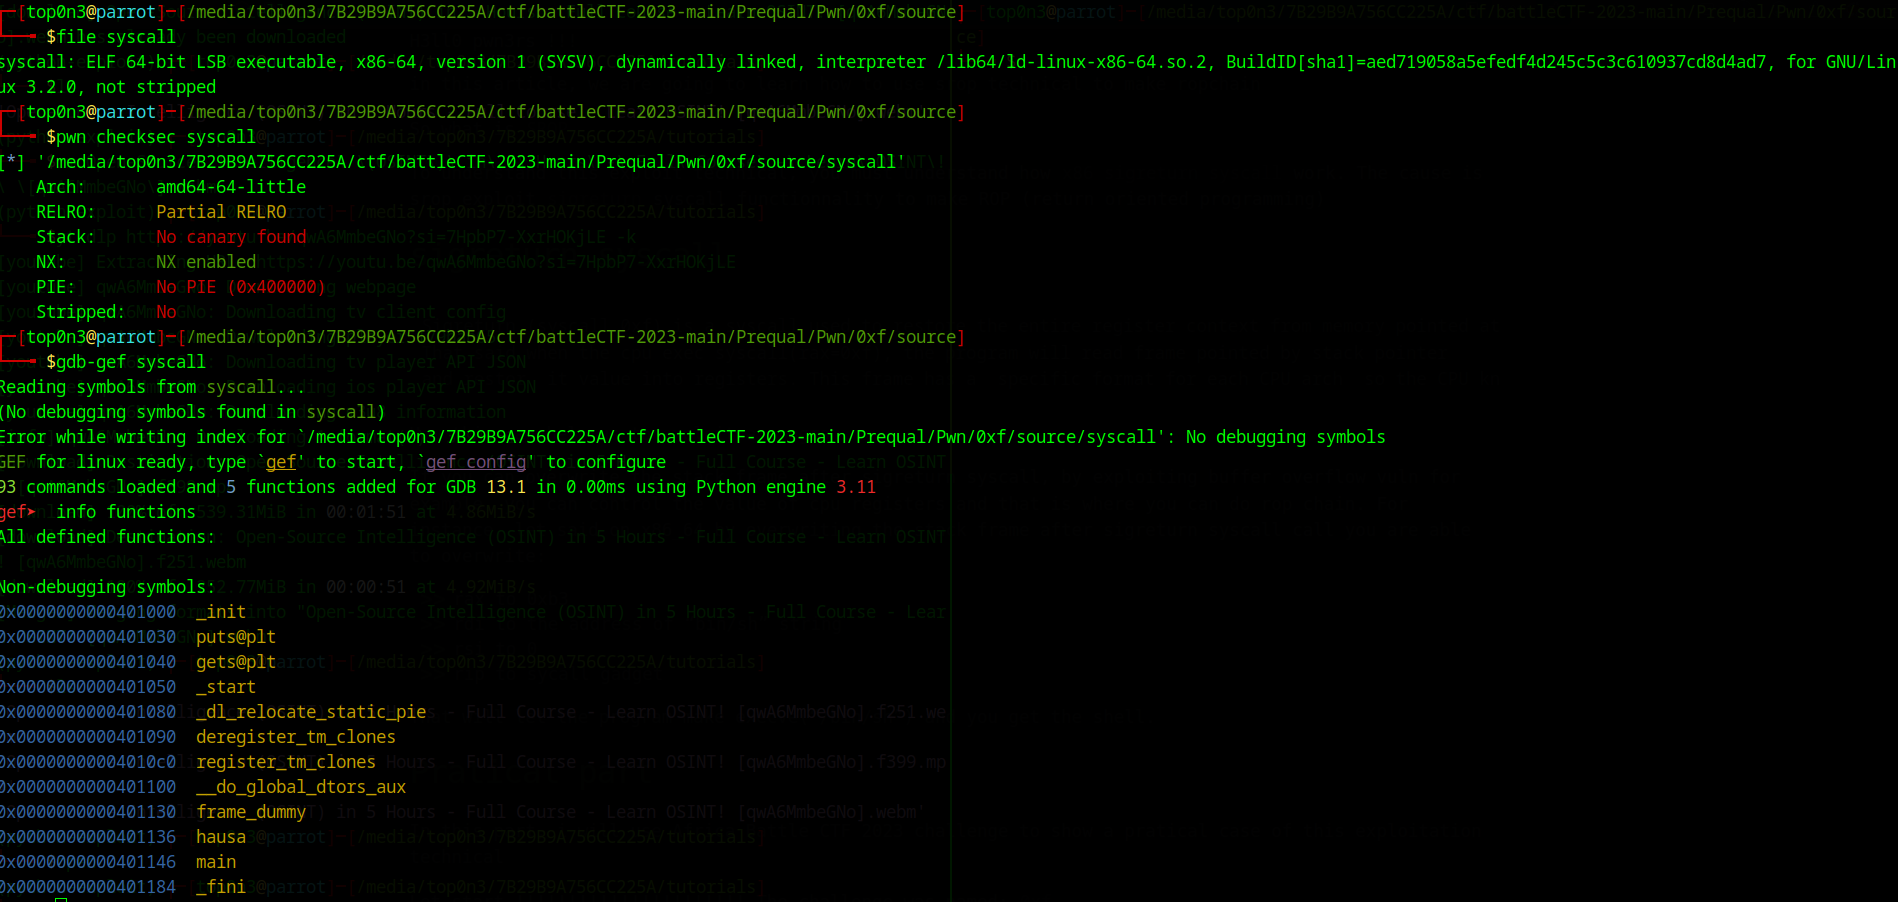 [top0n3@parrot]─[/media/top0n3/7B29B9A756CC225A/ctf/battleCTF-2023-main/Prequal/Pwn/0xf/source]
$file syscall
syscall: ELF 64-bit LSB executable, x86-64, version 1 (SYSV), dynamically linked, interpreter /lib64/ld-linux-x86-64.so.2, BuildID[sha1]=aed719058a5efedf4d245c5c3c610937cd8d4ad7, for GNU/Lin
ux 3.2.0, not stripped
[top0n3@parrot]─[/media/top0n3/7B29B9A756CC225A/ctf/battleCTF-2023-main/Prequal/Pwn/0xf/source]
$pwn checksec syscall
[*] '/media/top0n3/7B29B9A756CC225A/ctf/battleCTF-2023-main/Prequal/Pwn/0xf/source/syscall'
Arch: amd64-64-little
RELRO: Partial RELRO
Stack: No canary found
NX: NX enabled
PIE: No PIE (0x400000)
Stripped: No
[top0n3@parrot]─[/media/top0n3/7B29B9A756CC225A/ctf/battleCTF-2023-main/Prequal/Pwn/0xf/source]
$gdb-gef syscall
Reading symbols from syscall...
(No debugging symbols found in syscall)
Error while writing index for `/media/top0n3/7B29B9A756CC225A/ctf/battleCTF-2023-main/Prequal/Pwn/0xf/source/syscall': No debugging symbols
GEF for linux ready, type `gef' to start, `gef config' to configure
93 commands loaded and 5 functions added for GDB 13.1 in 0.00ms using Python engine 3.11
gef➤ info functions
All defined functions:
Non-debugging symbols:
0x0000000000401000 _init
0x0000000000401030 puts@plt
0x0000000000401040 gets@plt
0x0000000000401050 _start
0x0000000000401080 _dl_relocate_static_pie
0x0000000000401090 deregister_tm_clones
0x00000000004010c0 register_tm_clones
0x0000000000401100 __do_global_dtors_aux
0x0000000000401130 frame_dummy
0x0000000000401136 hausa
0x0000000000401146 main
0x0000000000401184 _fini